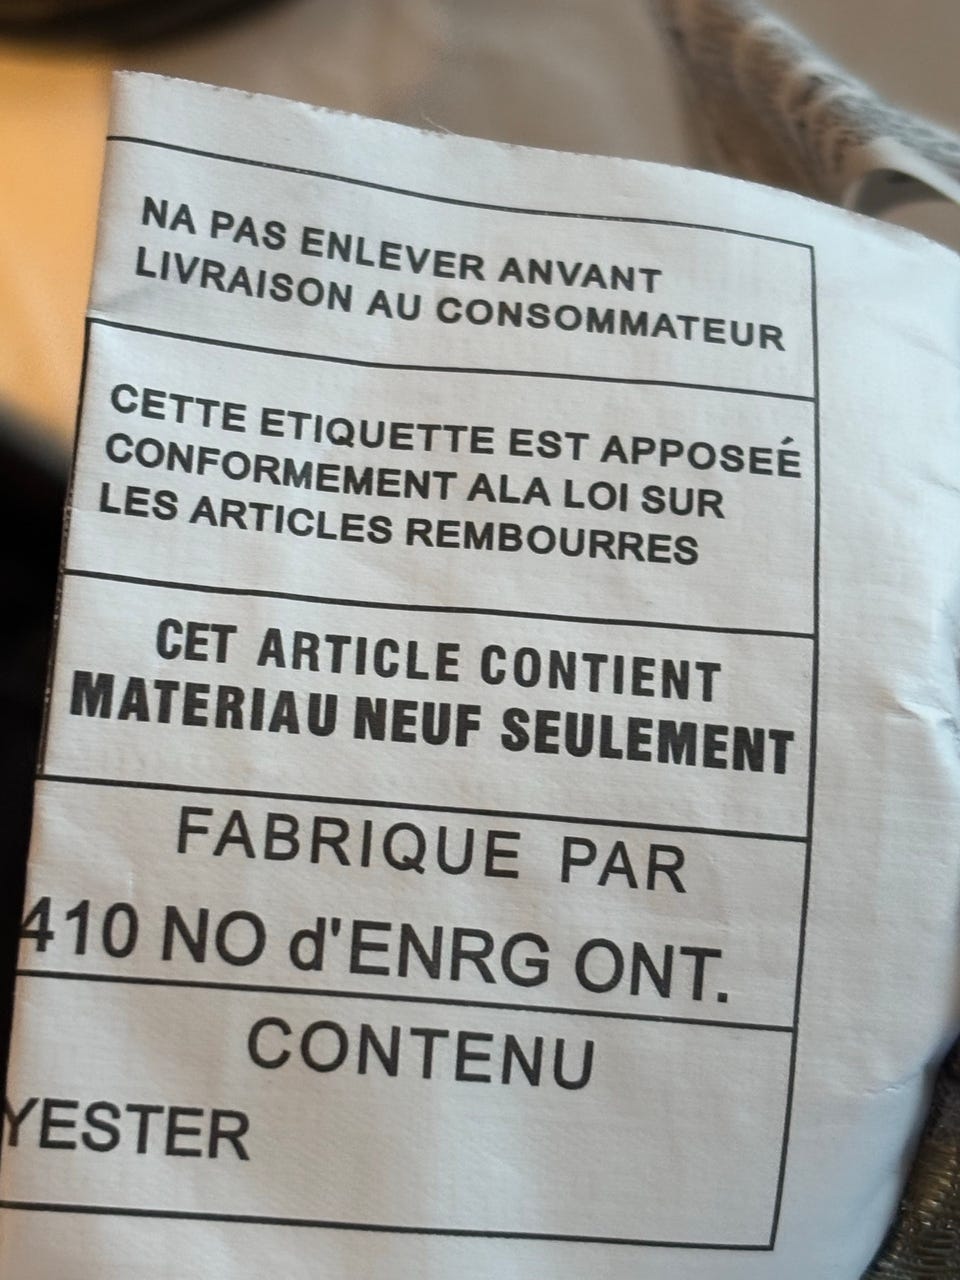 NA PAS ENLEVER ANVANT
LIVRAISON AU CONSOMMATEUR
CETTE ETIQUETTE EST APPOSEÉ
CONFORMEMENT ALA LOI SUR
LES ARTICLES REMBOURRES
CET ARTICLE CONTIENT
MATERIAU NEUF SEULEMENT
FABRIQUE PAR
410 NO d'ENRG ONT.
CONTENU
YESTER